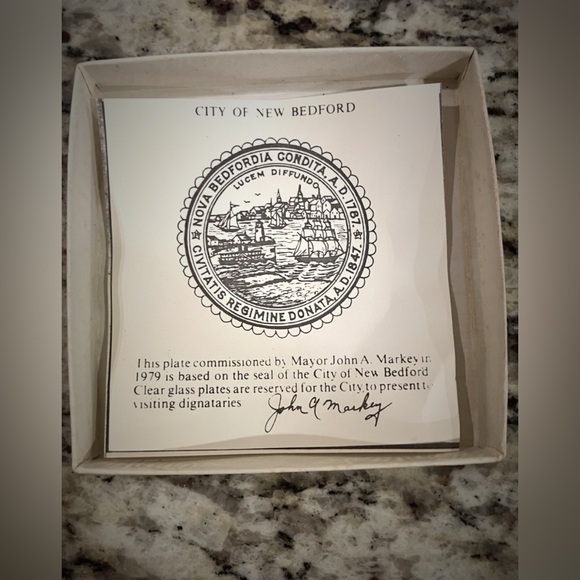 CITY OF NEW BEDFORD
NOVA BEDFORDIA CONDITA, A.D. 1787.
LUCEM DIFFUNDO
CIVITATIS REGIMINE DONATA, A.D. 1847.
This plate commissioned by Mayor John A. Markey in
1979 is based on the seal of the City of New Bedford
Clear glass plates are reserved for the City to present to
visiting dignataries
John A Markey